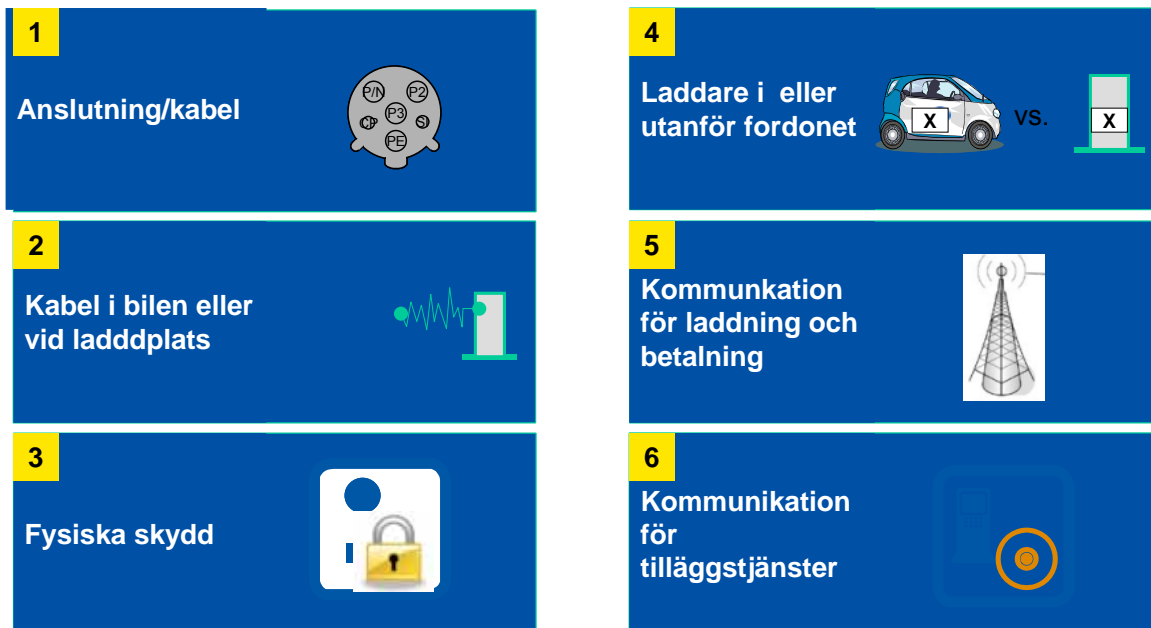 1
Anslutning/kabel
P/N P2
P3
CP
PE
2
Kabel i bilen eller
vid ladddplats
3
Fysiska skydd
4
Laddare i eller
utanför fordonet
X vs. X
5
Kommunkation
för laddning och
betalning
6
Kommunikation
för
tilläggstjänster